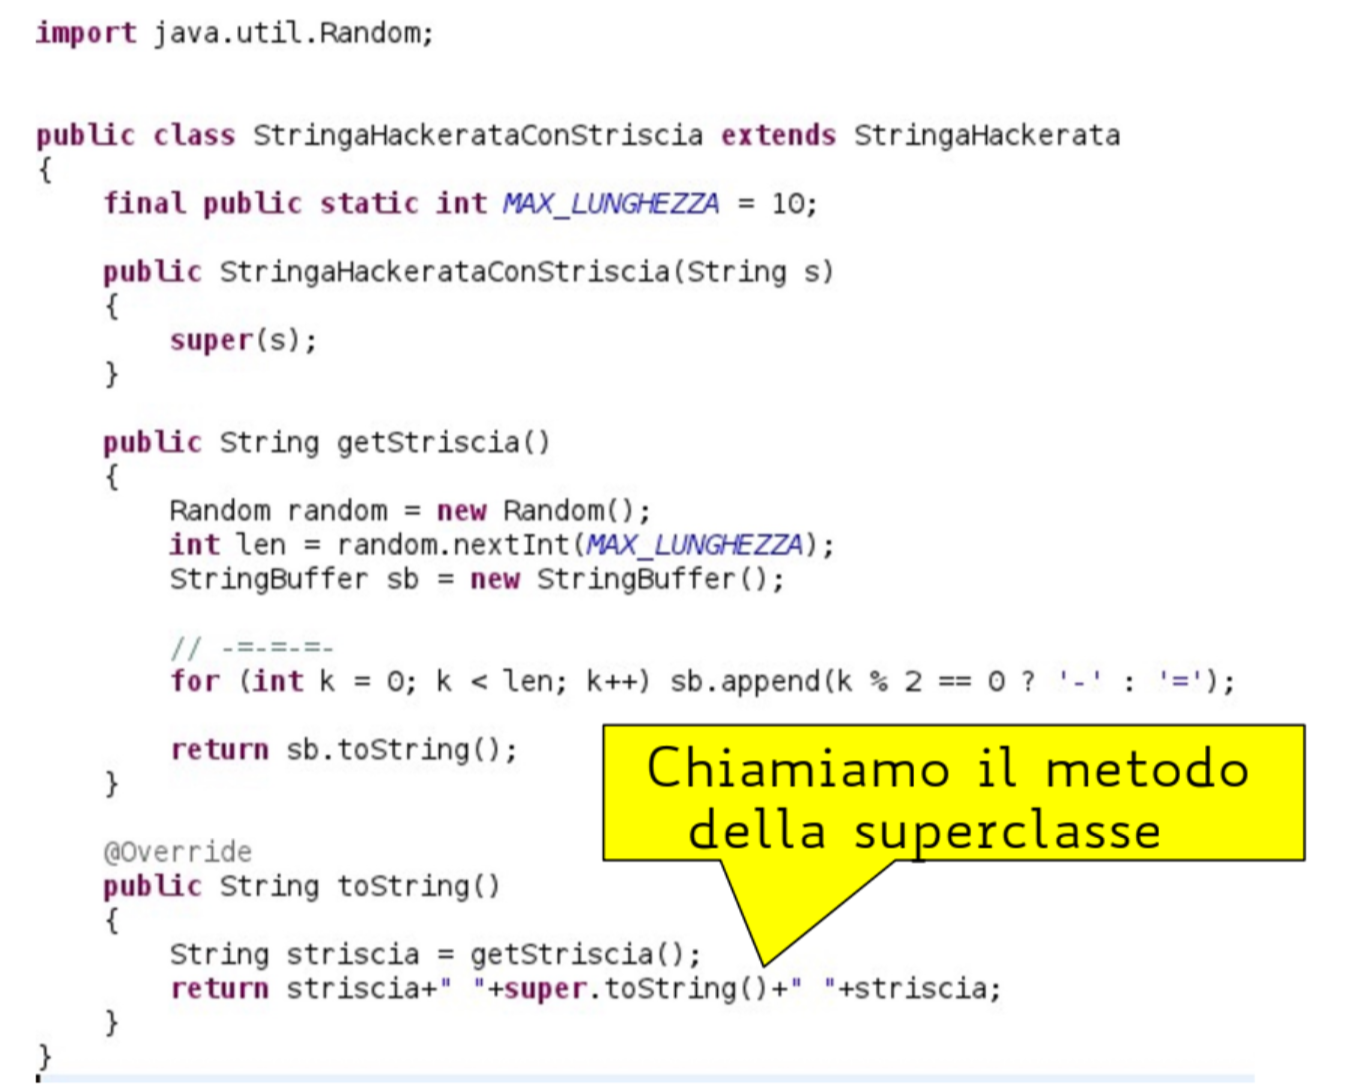 import java.util.Random;
public class StringaHackerataConStriscia extends StringaHackerata
{
final public static int MAX_LUNGHEZZA = 10;
public StringaHackerataConStriscia(String s)
{
super(s);
}
public String getStriscia()
{
Random random = new Random();
int len = random.nextInt(MAX_LUNGHEZZA);
StringBuffer sb = new StringBuffer();
// -=-=-=-
for (int k = 0; k < len; k++) sb.append(k % 2 == 0 ? '-' : '=');
return sb.toString();
}
Chiamiamo il metodo
della superclasse
@Override
public String toString()
{
String striscia = getStriscia();
return striscia+" "+super.toString()+" "+striscia;
}
}